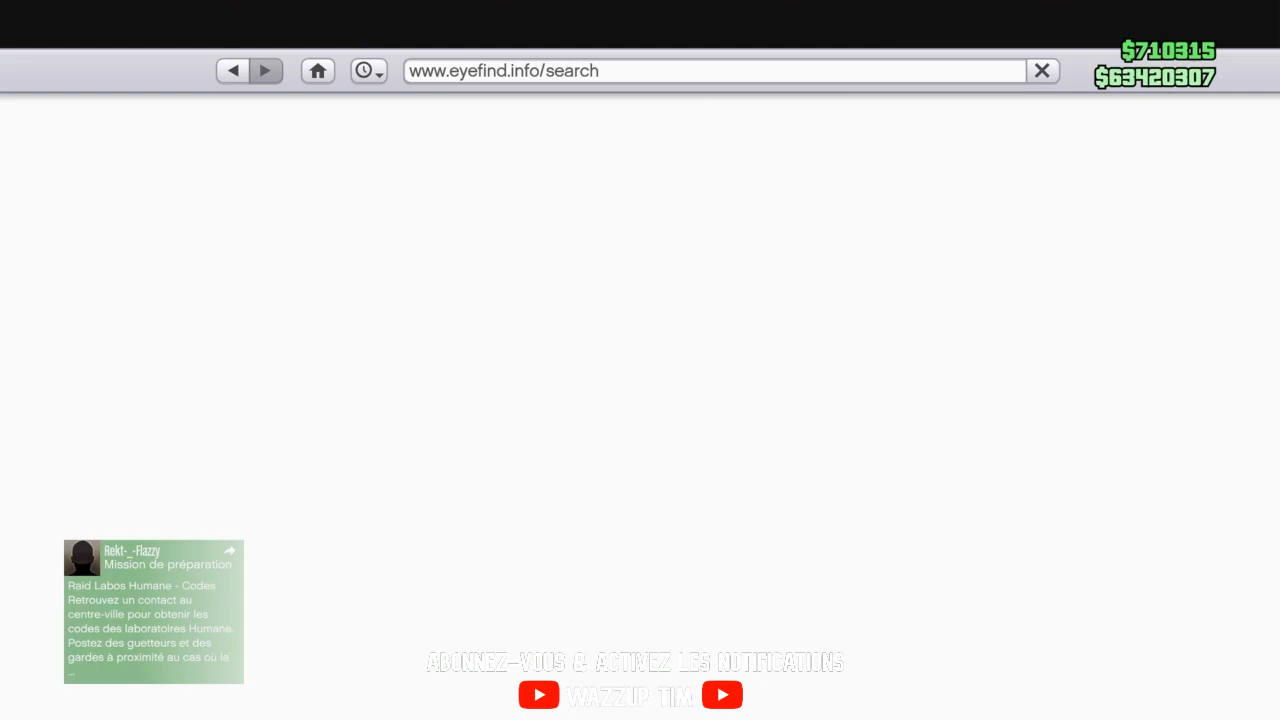 www.eyefind.info/search
$710315
$63420307
Rekt-_-Flazzy
Mission de préparation
Raid Labos Humane - Codes
Retrouvez un contact au
centre-ville pour obtenir les
codes des laboratoires Humane.
Postez des guetteurs et des
gardes à proximité au cas où la
...
ABONNEZ-VOUS & ACTIVEZ LES NOTIFICATIONS
WAZZUP TIM